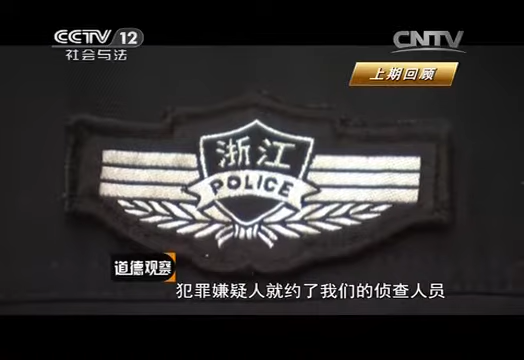 CCTV 12
社会与法
CNTV
上期回顾
浙江
POLICE
道德观察
犯罪嫌疑人就约了我们的侦查人员